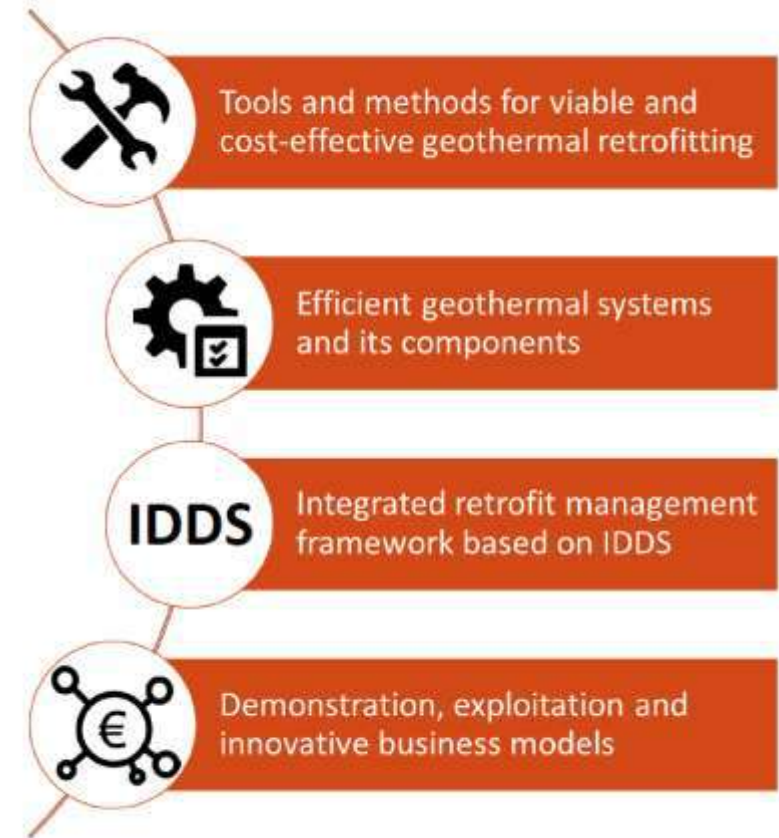 Tools and methods for viable and
cost-effective geothermal retrofitting
Efficient geothermal systems
and its components
IDDS
Integrated retrofit management
framework based on IDDS
€
Demonstration, exploitation and
innovative business models